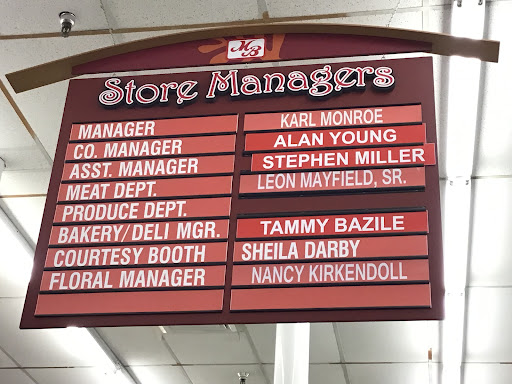 MB
Store Managers
MANAGER KARL MONROE
CO. MANAGER ALAN YOUNG
ASST. MANAGER STEPHEN MILLER
MEAT DEPT. LEON MAYFIELD, SR.
PRODUCE DEPT.
BAKERY/DELI MGR. TAMMY BAZILE
COURTESY BOOTH SHEILA DARBY
FLORAL MANAGER NANCY KIRKENDOLL